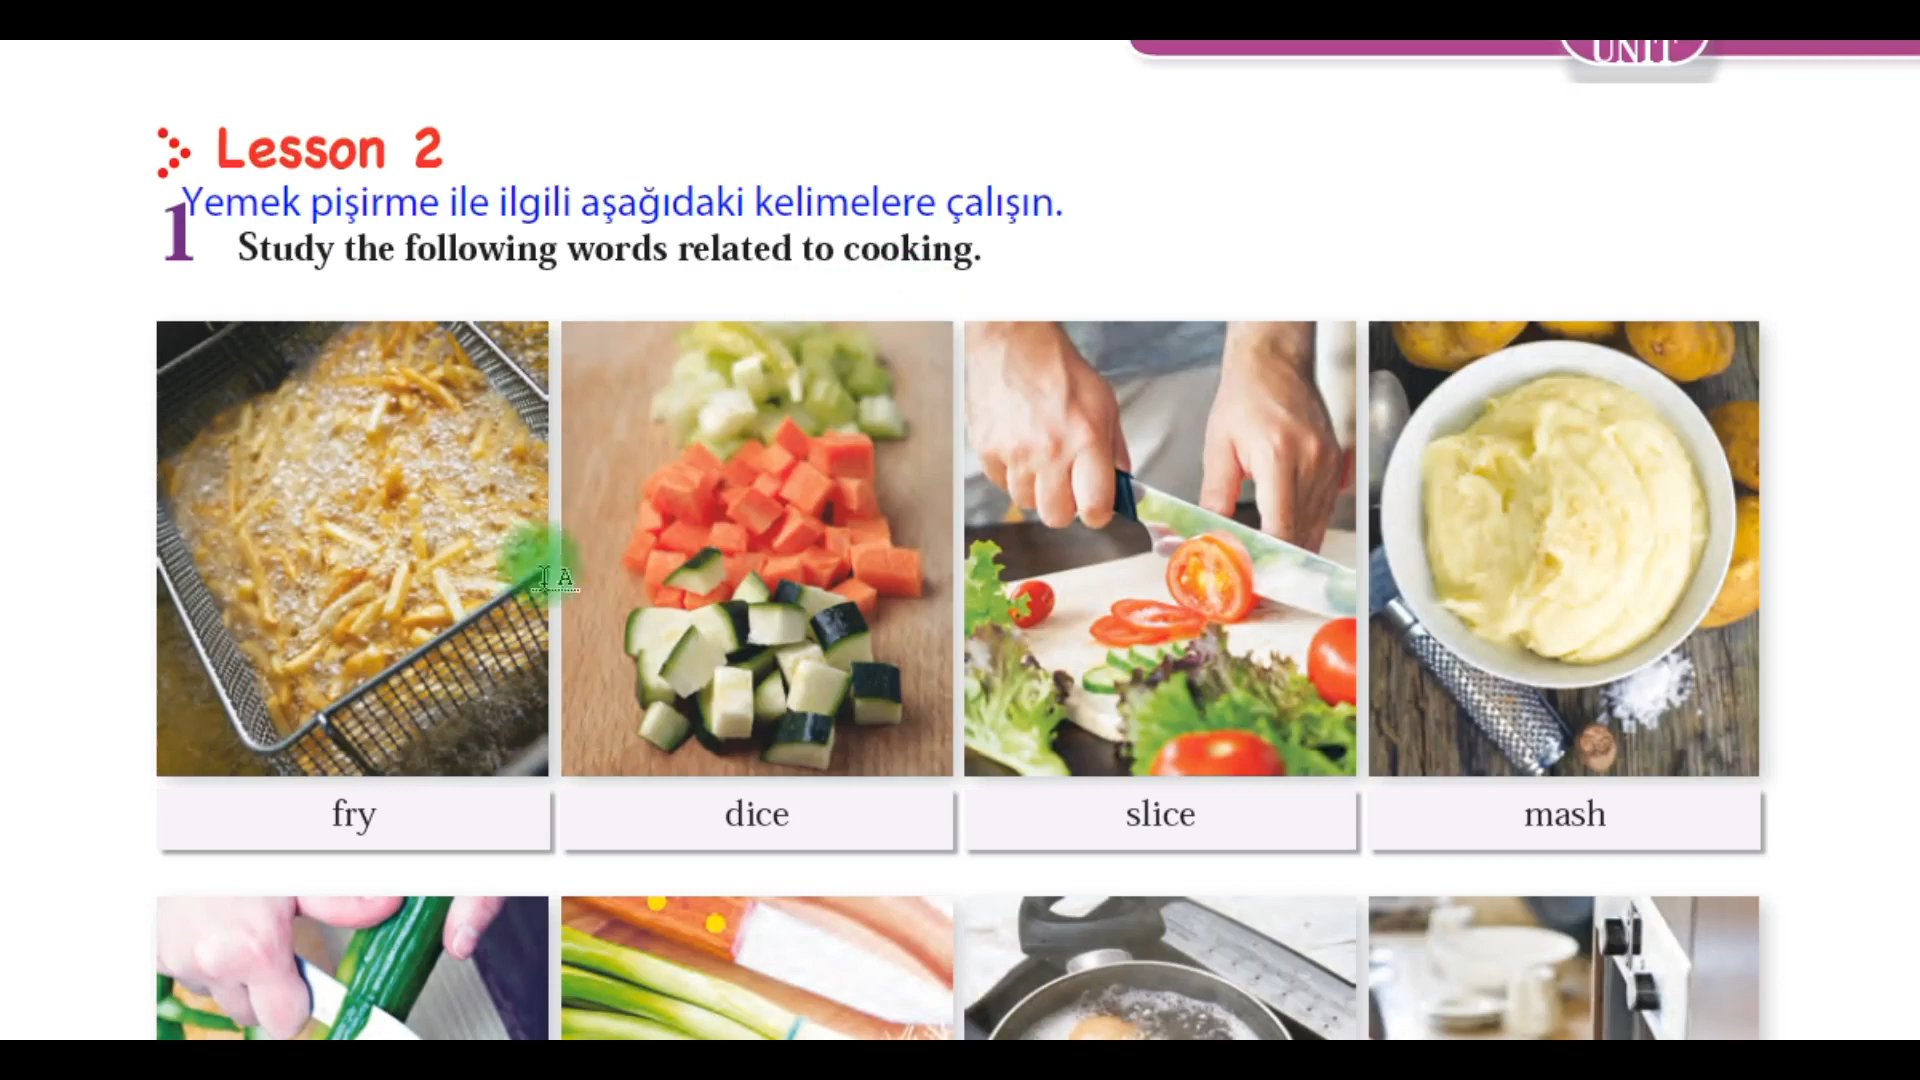 UNIT
Lesson 2
Yemek pişirme ile ilgili aşağıdaki kelimelere çalışın.
1 Study the following words related to cooking.
fry
dice
slice
mash